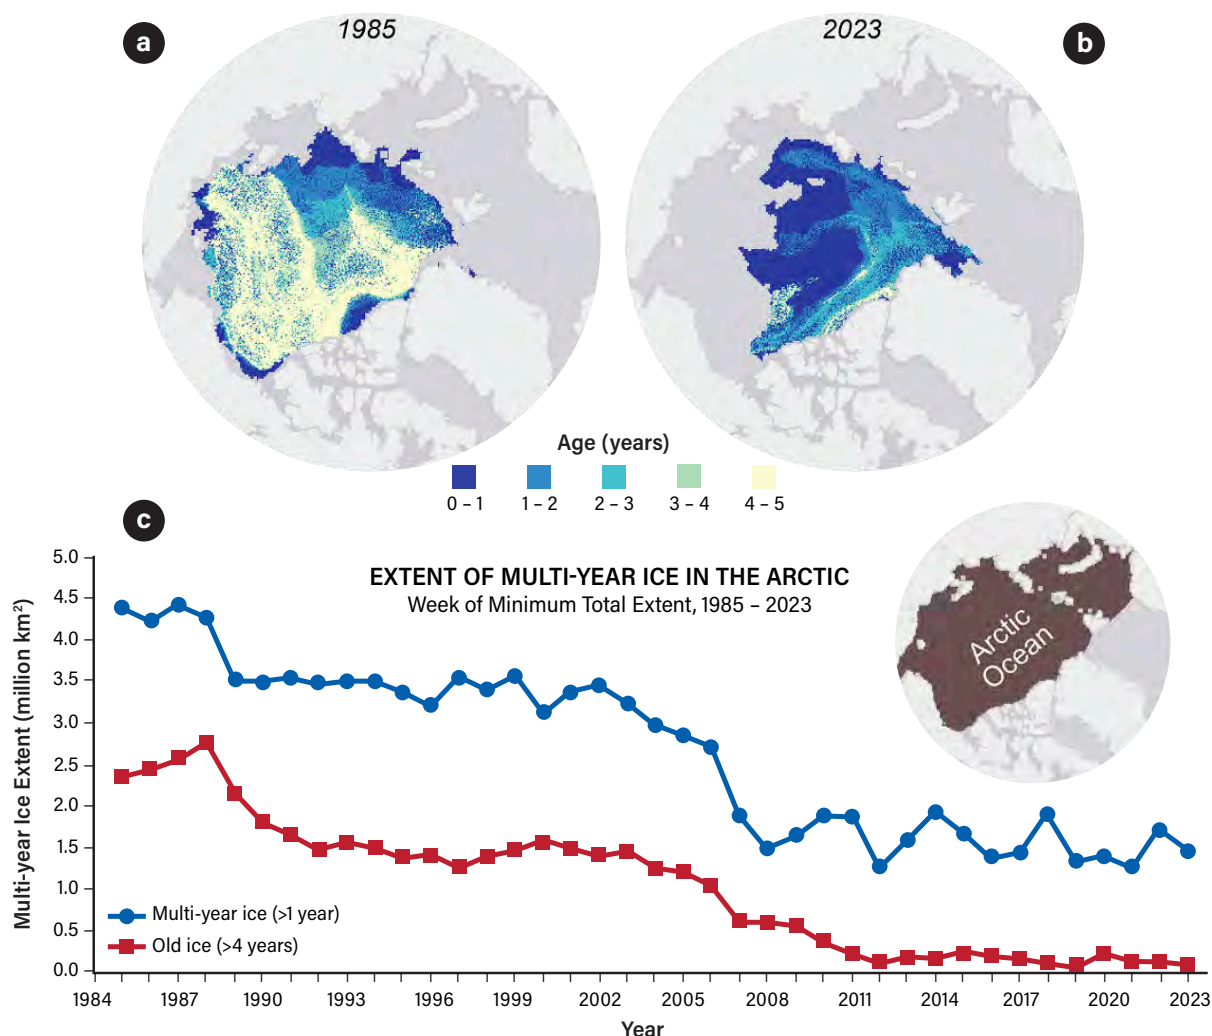 a
1985
2023
b
Age (years)
0 – 1
1 – 2
2 – 3
3 – 4
4 – 5
c
EXTENT OF MULTI-YEAR ICE IN THE ARCTIC
Week of Minimum Total Extent, 1985 – 2023
Arctic
Ocean
Multi-year Ice Extent (million km²)
5.0
4.5
4.0
3.5
3.0
2.5
2.0
1.5
1.0
0.5
0.0
Multi-year ice (>1 year)
Old ice (>4 years)
1984
1987
1990
1993
1996
1999
2002
2005
2008
2011
2014
2017
2020
2023
Year